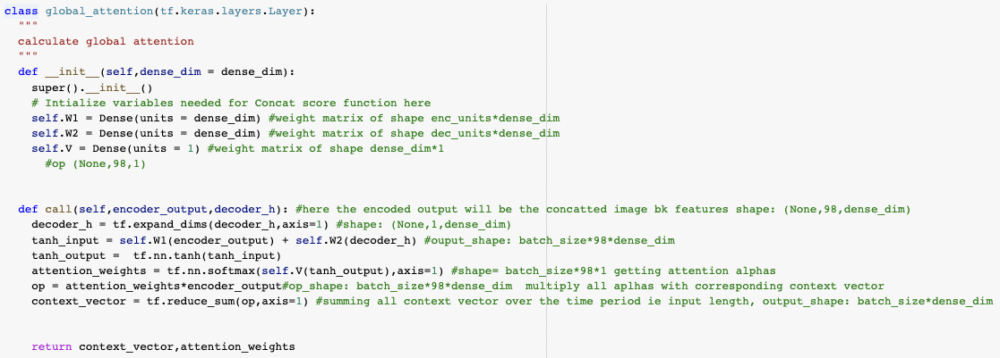 class global_attention(tf.keras.layers.Layer):
  """
  calculate global attention
  """
  def __init__(self,dense_dim = dense_dim):
    super().__init__()
    # Intialize variables needed for Concat score function here
    self.W1 = Dense(units = dense_dim) #weight matrix of shape enc_units*dense_dim
    self.W2 = Dense(units = dense_dim) #weight matrix of shape dec_units*dense_dim
    self.V = Dense(units = 1) #weight matrix of shape dense_dim*1
      #op (None,98,1)
  def call(self,encoder_output,decoder_h): #here the encoded output will be the concatted image bk features shape: (None,98,dense_dim)
    decoder_h = tf.expand_dims(decoder_h,axis=1) #shape: (None,1,dense_dim)
    tanh_input = self.W1(encoder_output) + self.W2(decoder_h) #ouput_shape: batch_size*98*dense_dim
    tanh_output =  tf.nn.tanh(tanh_input)
    attention_weights = tf.nn.softmax(self.V(tanh_output),axis=1) #shape= batch_size*98*1 getting attention alphas
    op = attention_weights*encoder_output#op_shape: batch_size*98*dense_dim  multiply all aplhas with corresponding context vector
    context_vector = tf.reduce_sum(op,axis=1) #summing all context vector over the time period ie input length, output_shape: batch_size*dense_dim
    return context_vector,attention_weights